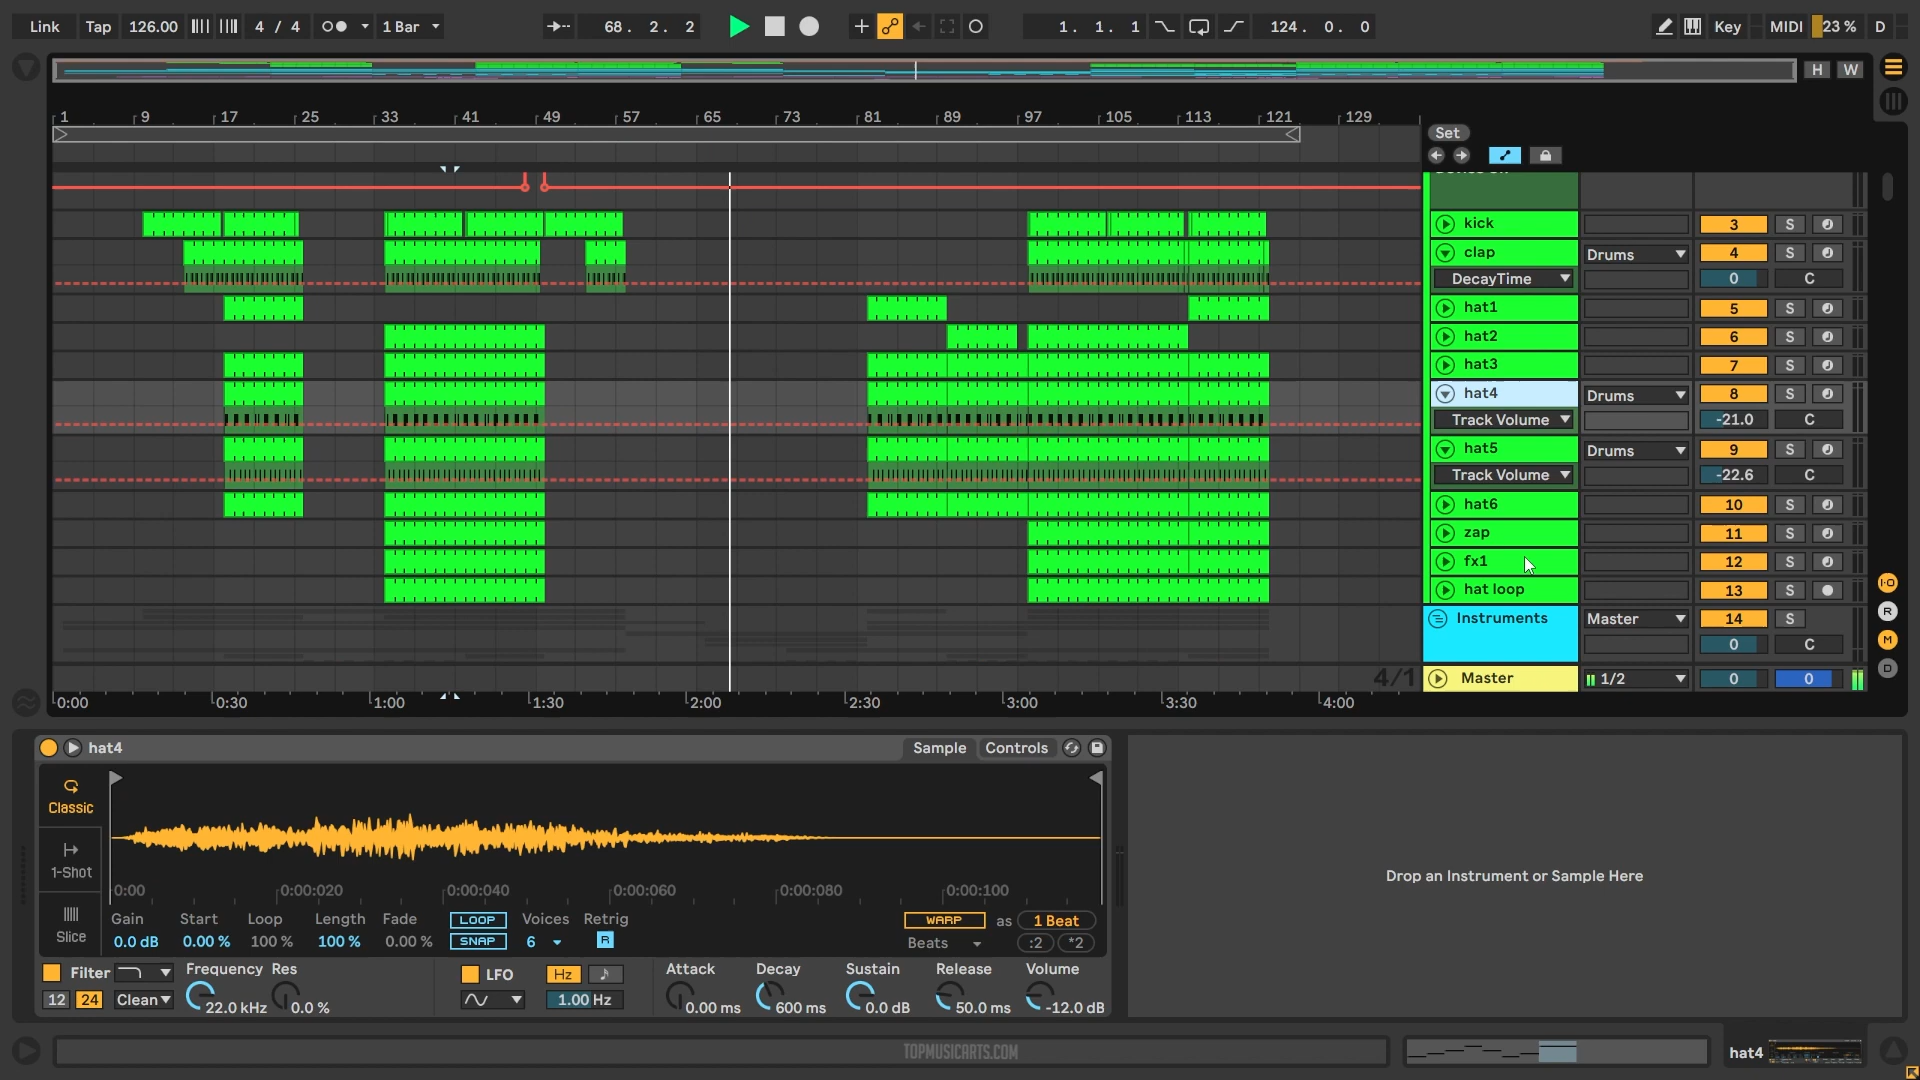 Link Tap 126.00 4 / 4 1 Bar 68. 2. 2 1. 1. 1 124. 0. 0 Key MIDI 23 % D
H W
1 9 17 25 33 41 49 57 65 73 81 89 97 105 113 121 129
Set
kick 3 S
clap Drums 4 S
DecayTime 0 C
hat1 5 S
hat2 6 S
hat3 7 S
hat4 Drums 8 S
Track Volume -21.0 C
hat5 Drums 9 S
Track Volume -22.6 C
hat6 10 S
zap 11 S
fx1 12 S
hat loop 13 S
I·O
R
M
D
Instruments Master 14 S
0 C
4/1 Master 1/2 0 0
0:00 0:30 1:00 1:30 2:00 2:30 3:00 3:30 4:00
hat4 Sample Controls
Classic
1-Shot
Slice
0:00 0:00:020 0:00:040 0:00:060 0:00:080 0:00:100
Gain Start Loop Length Fade LOOP Voices Retrig WARP as 1 Beat
0.0 dB 0.00 % 100 % 100 % 0.00 % SNAP 6 R Beats :2 *2
Filter Frequency Res LFO Hz Attack Decay Sustain Release Volume
12 24 Clean 22.0 kHz 0.0 % 1.00 Hz 0.00 ms 600 ms 0.0 dB 50.0 ms -12.0 dB
Drop an Instrument or Sample Here
TOPMUSICARTS.COM
hat4